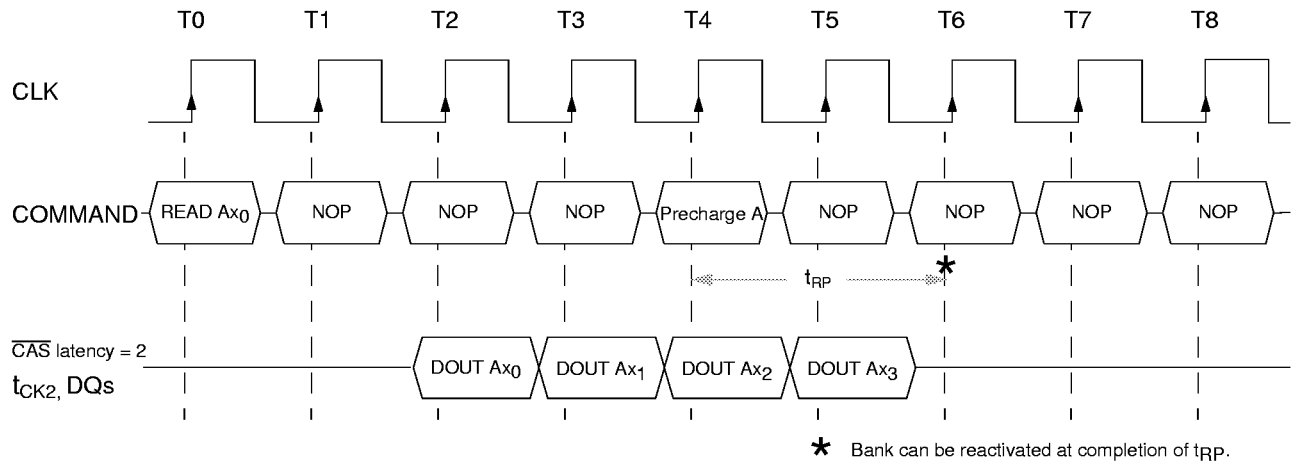 T0 T1 T2 T3 T4 T5 T6 T7 T8
CLK
COMMAND READ Ax0 NOP NOP NOP Precharge A NOP NOP NOP NOP
*
tRP
CAS latency = 2
tCK2, DQs DOUT Ax0 DOUT Ax1 DOUT Ax2 DOUT Ax3
* Bank can be reactivated at completion of tRP.